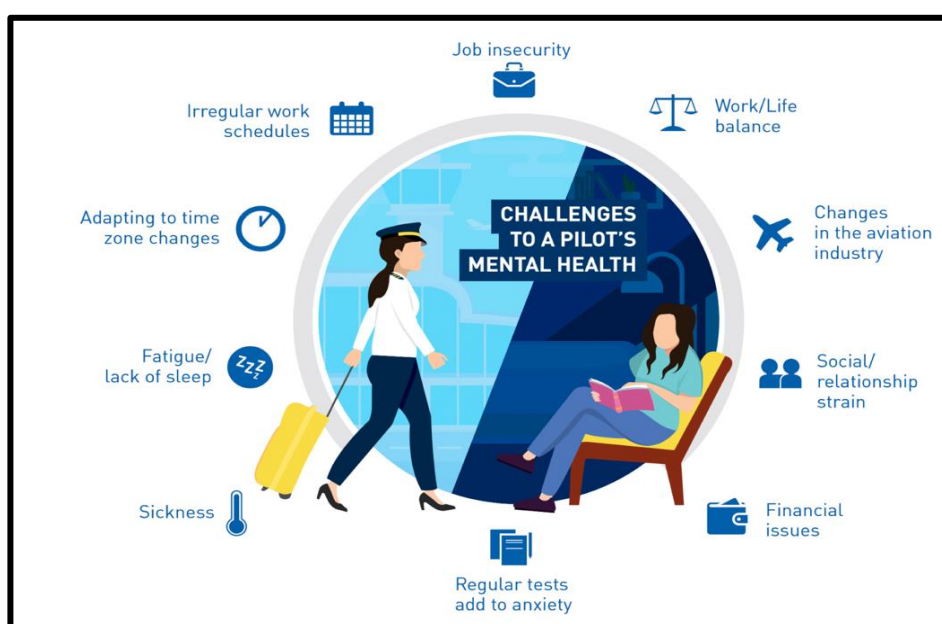 Job insecurity
Irregular work
schedules
Work/Life
balance
CHALLENGES
TO A PILOT'S
MENTAL HEALTH
Adapting to time
zone changes
Changes
in the aviation
industry
Fatigue/
lack of sleep
ZZZZ
Social/
relationship
strain
Sickness
Financial
issues
Regular tests
add to anxiety